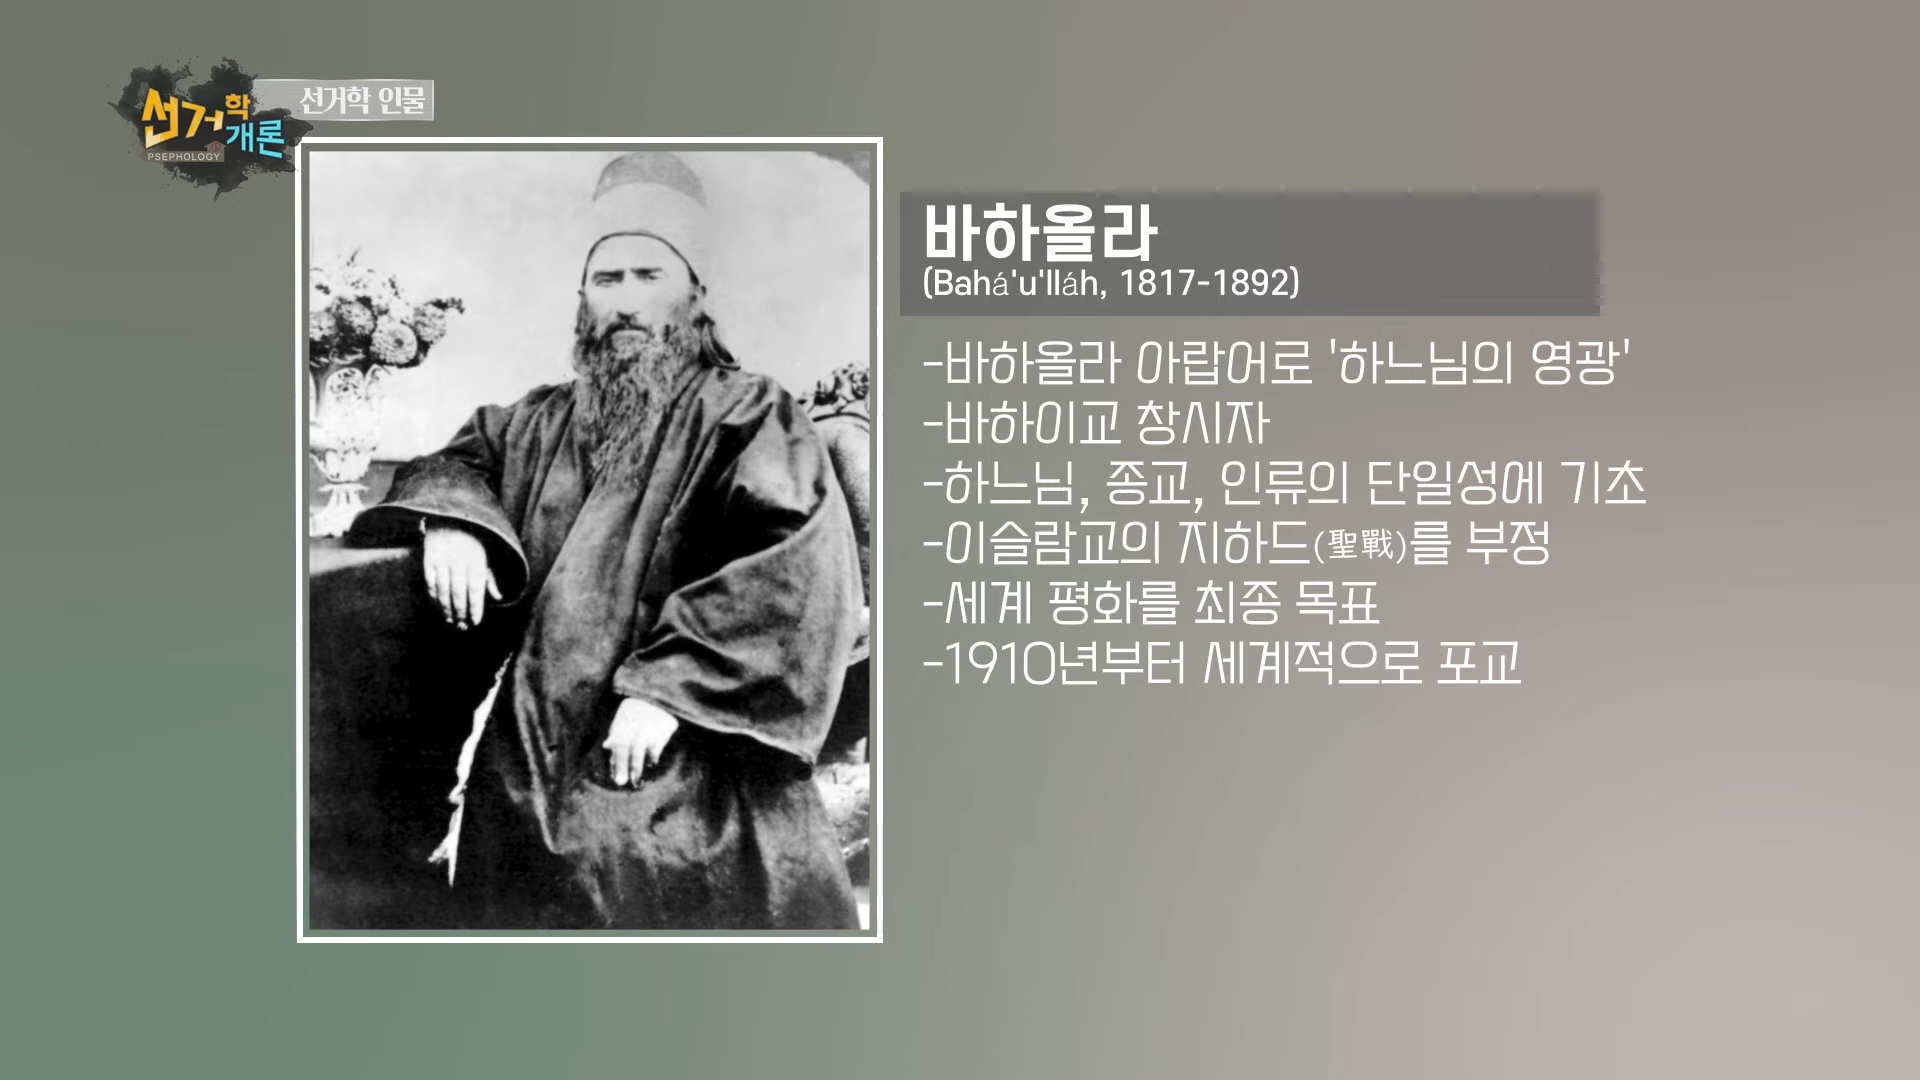 선거학개론
PSEPHOLOGY
선거학 인물
바하올라
(Bahá'u'lláh, 1817-1892)
-바하올라 아랍어로 '하느님의 영광'
-바하이교 창시자
-하느님, 종교, 인류의 단일성에 기초
-이슬람교의 지하드(聖戰)를 부정
-세계 평화를 최종 목표
-1910년부터 세계적으로 포교